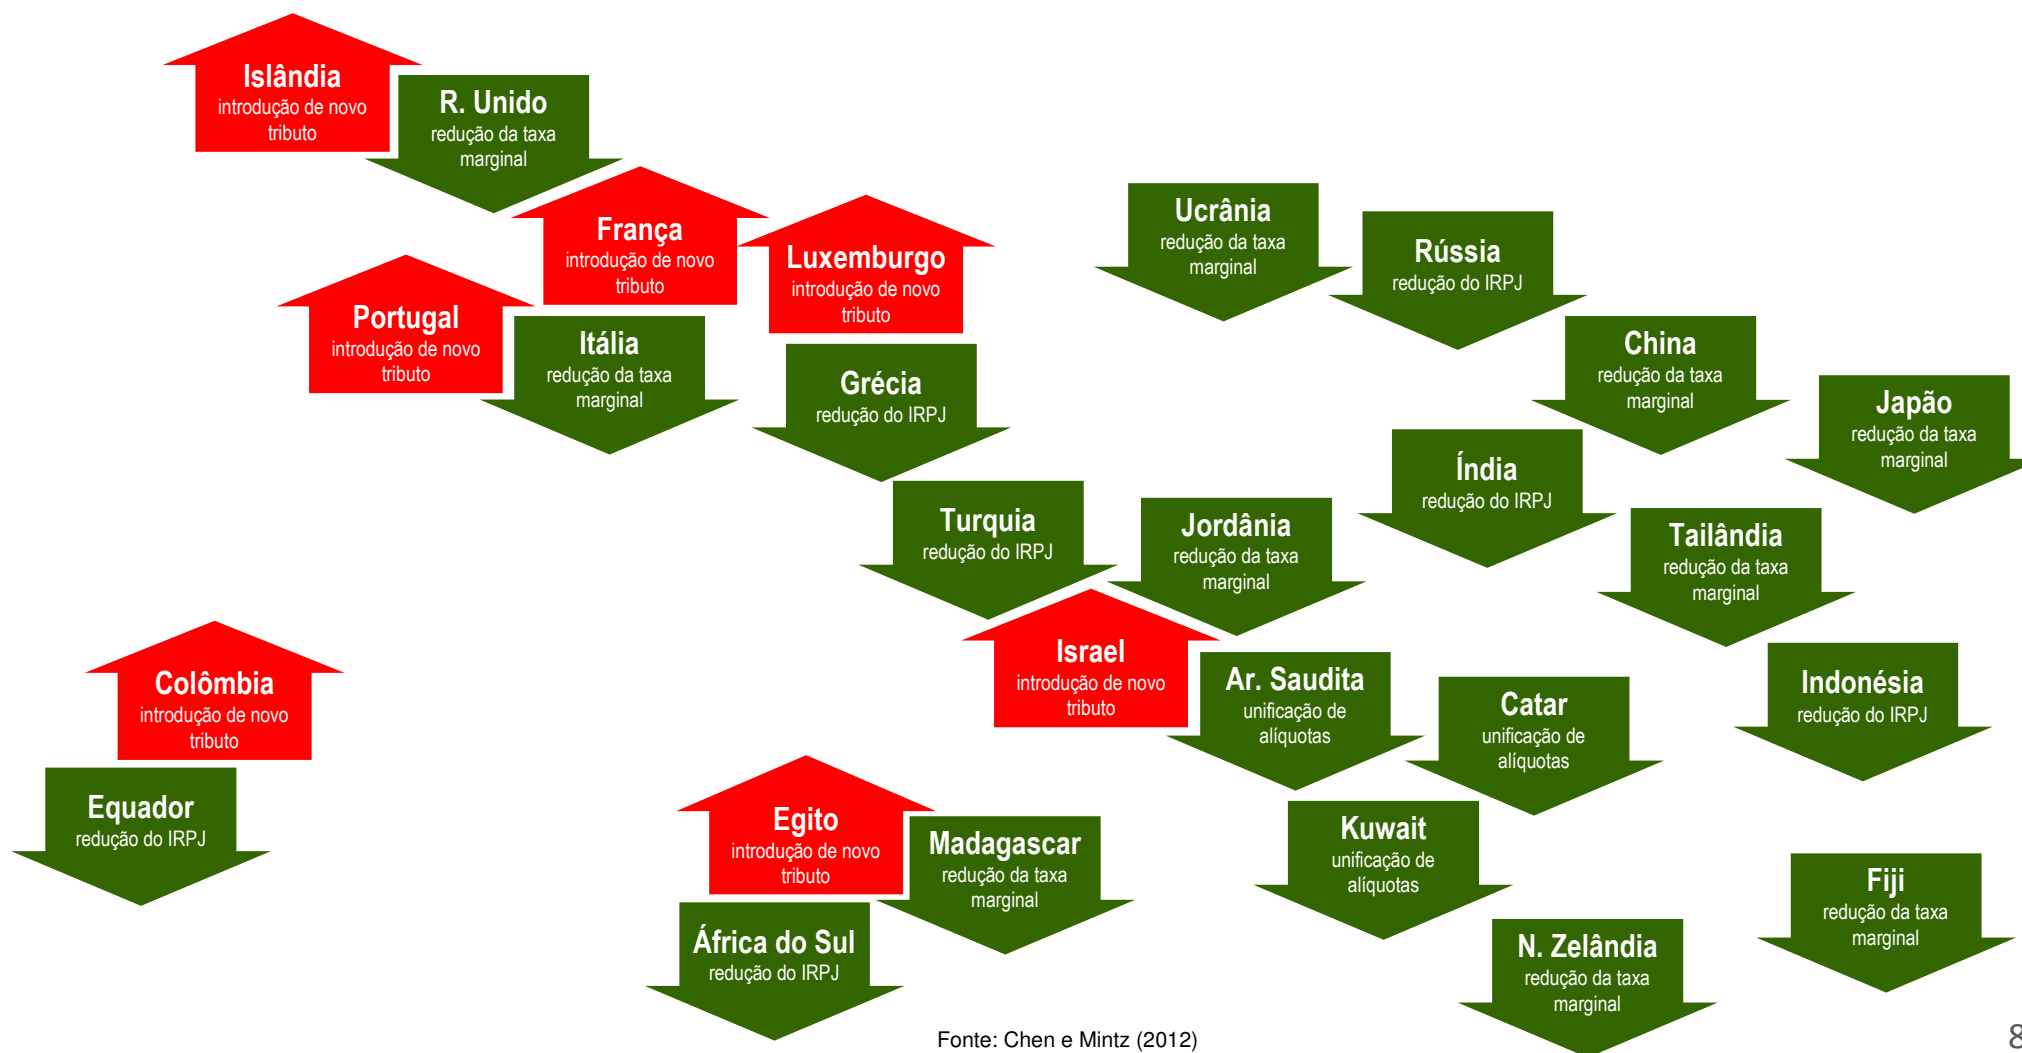 Islândia
introdução de novo
tributo
R. Unido
redução da taxa
marginal
França
introdução de novo
tributo
Luxemburgo
introdução de novo
tributo
Portugal
introdução de novo
tributo
Itália
redução da taxa
marginal
Grécia
redução do IRPJ
Ucrânia
redução da taxa
marginal
Rússia
redução do IRPJ
China
redução da taxa
marginal
Japão
redução da taxa
marginal
Índia
redução do IRPJ
Turquia
redução do IRPJ
Jordânia
redução da taxa
marginal
Tailândia
redução da taxa
marginal
Israel
introdução de novo
tributo
Ar. Saudita
unificação de
alíquotas
Catar
unificação de
alíquotas
Indonésia
redução do IRPJ
Colômbia
introdução de novo
tributo
Equador
redução do IRPJ
Egito
introdução de novo
tributo
Madagascar
redução da taxa
marginal
Kuwait
unificação de
alíquotas
Fiji
redução da taxa
marginal
África do Sul
redução do IRPJ
N. Zelândia
redução da taxa
marginal
Fonte: Chen e Mintz (2012)
8